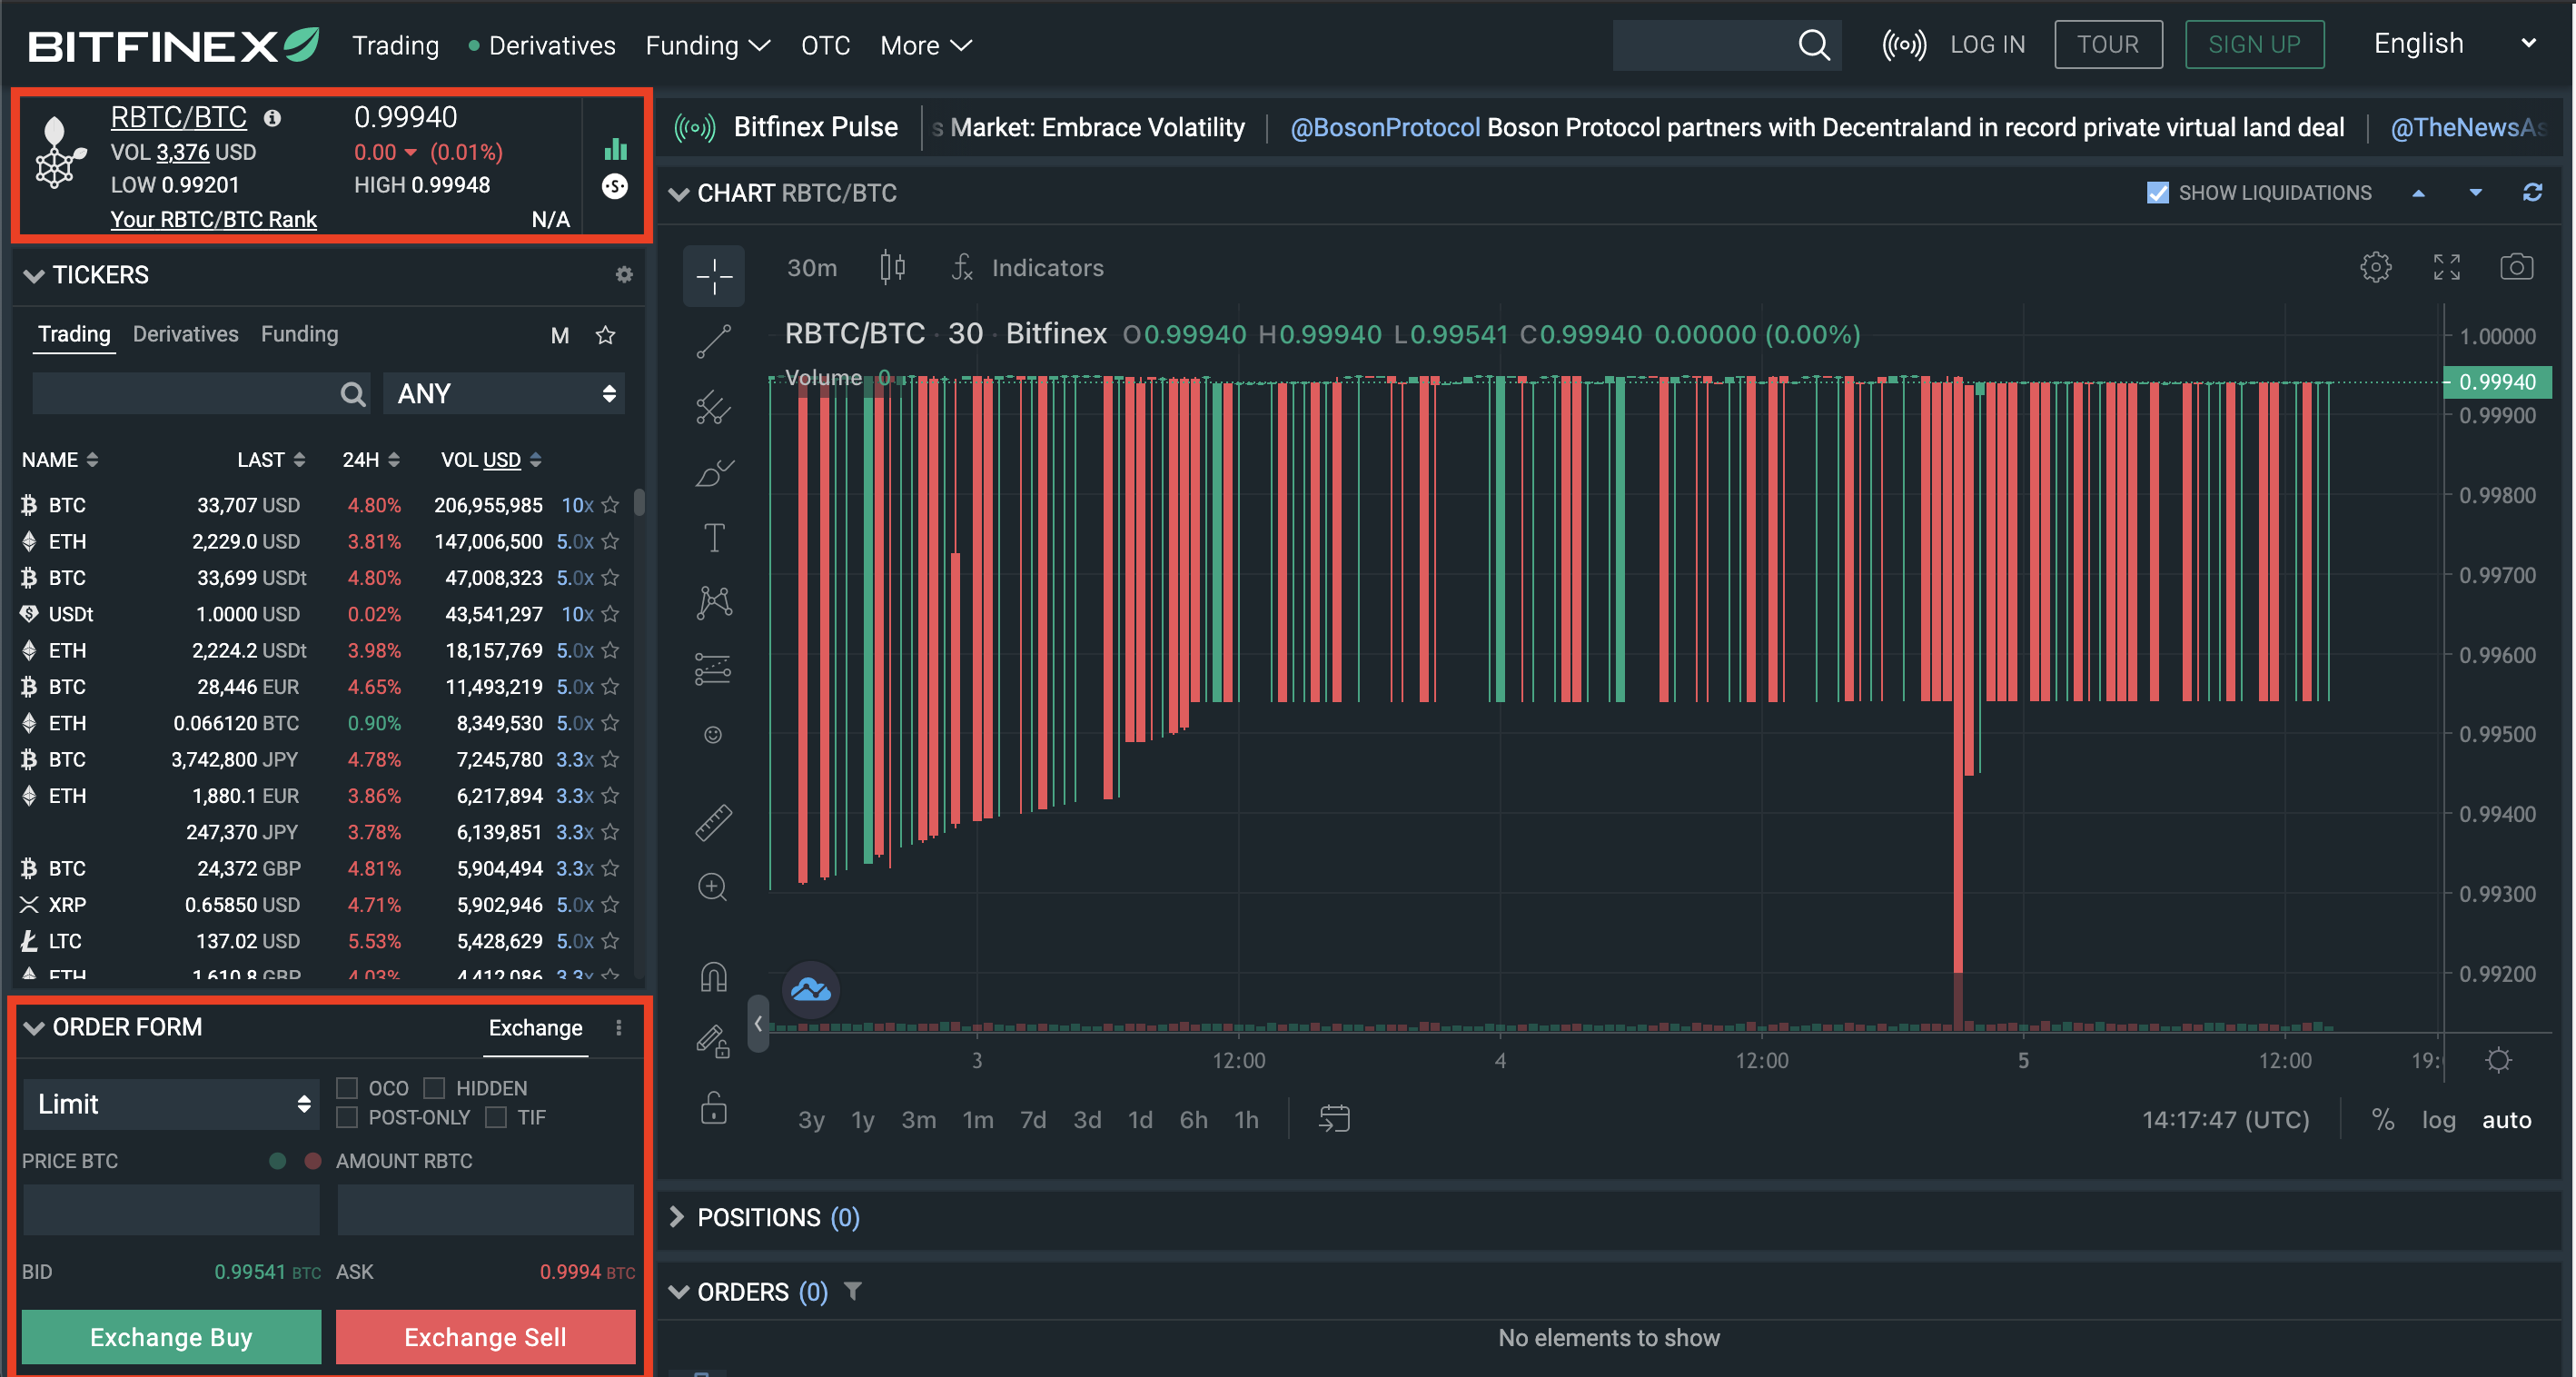 BITFINEX Trading Derivatives Funding OTC More LOG IN TOUR SIGN UP English
RBTC/BTC 0.99940
VOL 3,376 USD 0.00 (0.01%)
LOW 0.99201 HIGH 0.99948
Your RBTC/BTC Rank N/A
Bitfinex Pulse s Market: Embrace Volatility @BosonProtocol Boson Protocol partners with Decentraland in record private virtual land deal @TheNewsAs
TICKERS
Trading Derivatives Funding M
ANY
NAME LAST 24H VOL USD
BTC 33,707 USD 4.80% 206,955,985 10x
ETH 2,229.0 USD 3.81% 147,006,500 5.0x
BTC 33,699 USDt 4.80% 47,008,323 5.0x
USDt 1.0000 USD 0.02% 43,541,297 10x
ETH 2,224.2 USDt 3.98% 18,157,769 5.0x
BTC 28,446 EUR 4.65% 11,493,219 5.0x
ETH 0.066120 BTC 0.90% 8,349,530 5.0x
BTC 3,742,800 JPY 4.78% 7,245,780 3.3x
ETH 1,880.1 EUR 3.86% 6,217,894 3.3x
247,370 JPY 3.78% 6,139,851 3.3x
BTC 24,372 GBP 4.81% 5,904,494 3.3x
XRP 0.65850 USD 4.71% 5,902,946 5.0x
LTC 137.02 USD 5.53% 5,428,629 5.0x
ETH 1,610.8 GBP 4.03% 4,412,086 3.3x
ORDER FORM Exchange
Limit OCO HIDDEN
POST-ONLY TIF
PRICE BTC AMOUNT RBTC
BID 0.99541 BTC ASK 0.9994 BTC
Exchange Buy Exchange Sell
CHART RBTC/BTC SHOW LIQUIDATIONS
30m Indicators
RBTC/BTC · 30 · Bitfinex O0.99940 H0.99940 L0.99541 C0.99940 0.00000 (0.00%)
Volume 0
1.00000
0.99940
0.99900
0.99800
0.99700
0.99600
0.99500
0.99400
0.99300
0.99200
3 12:00 4 12:00 5 12:00 19:
3y 1y 3m 1m 7d 3d 1d 6h 1h 14:17:47 (UTC) % log auto
POSITIONS (0)
ORDERS (0)
No elements to show